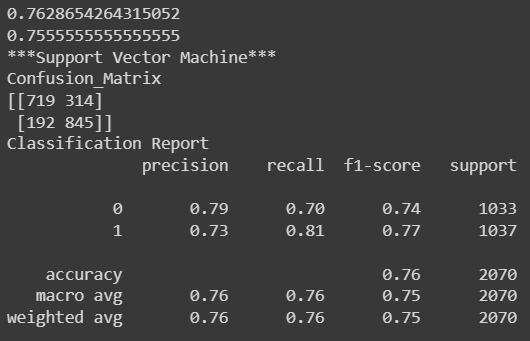 0.7628654264315052
0.7555555555555555
***Support Vector Machine***
Confusion_Matrix
[[719 314]
 [192 845]]
Classification Report
              precision    recall  f1-score   support

           0       0.79      0.70      0.74      1033
           1       0.73      0.81      0.77      1037

    accuracy                           0.76      2070
   macro avg       0.76      0.76      0.75      2070
weighted avg       0.76      0.76      0.75      2070